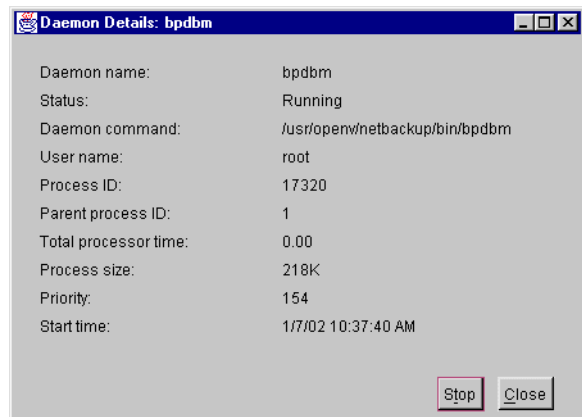 Daemon Details: bpdbm
Daemon name: bpdbm
Status: Running
Daemon command: /usr/openv/netbackup/bin/bpdbm
User name: root
Process ID: 17320
Parent process ID: 1
Total processor time: 0.00
Process size: 218K
Priority: 154
Start time: 1/7/02 10:37:40 AM
Stop Close